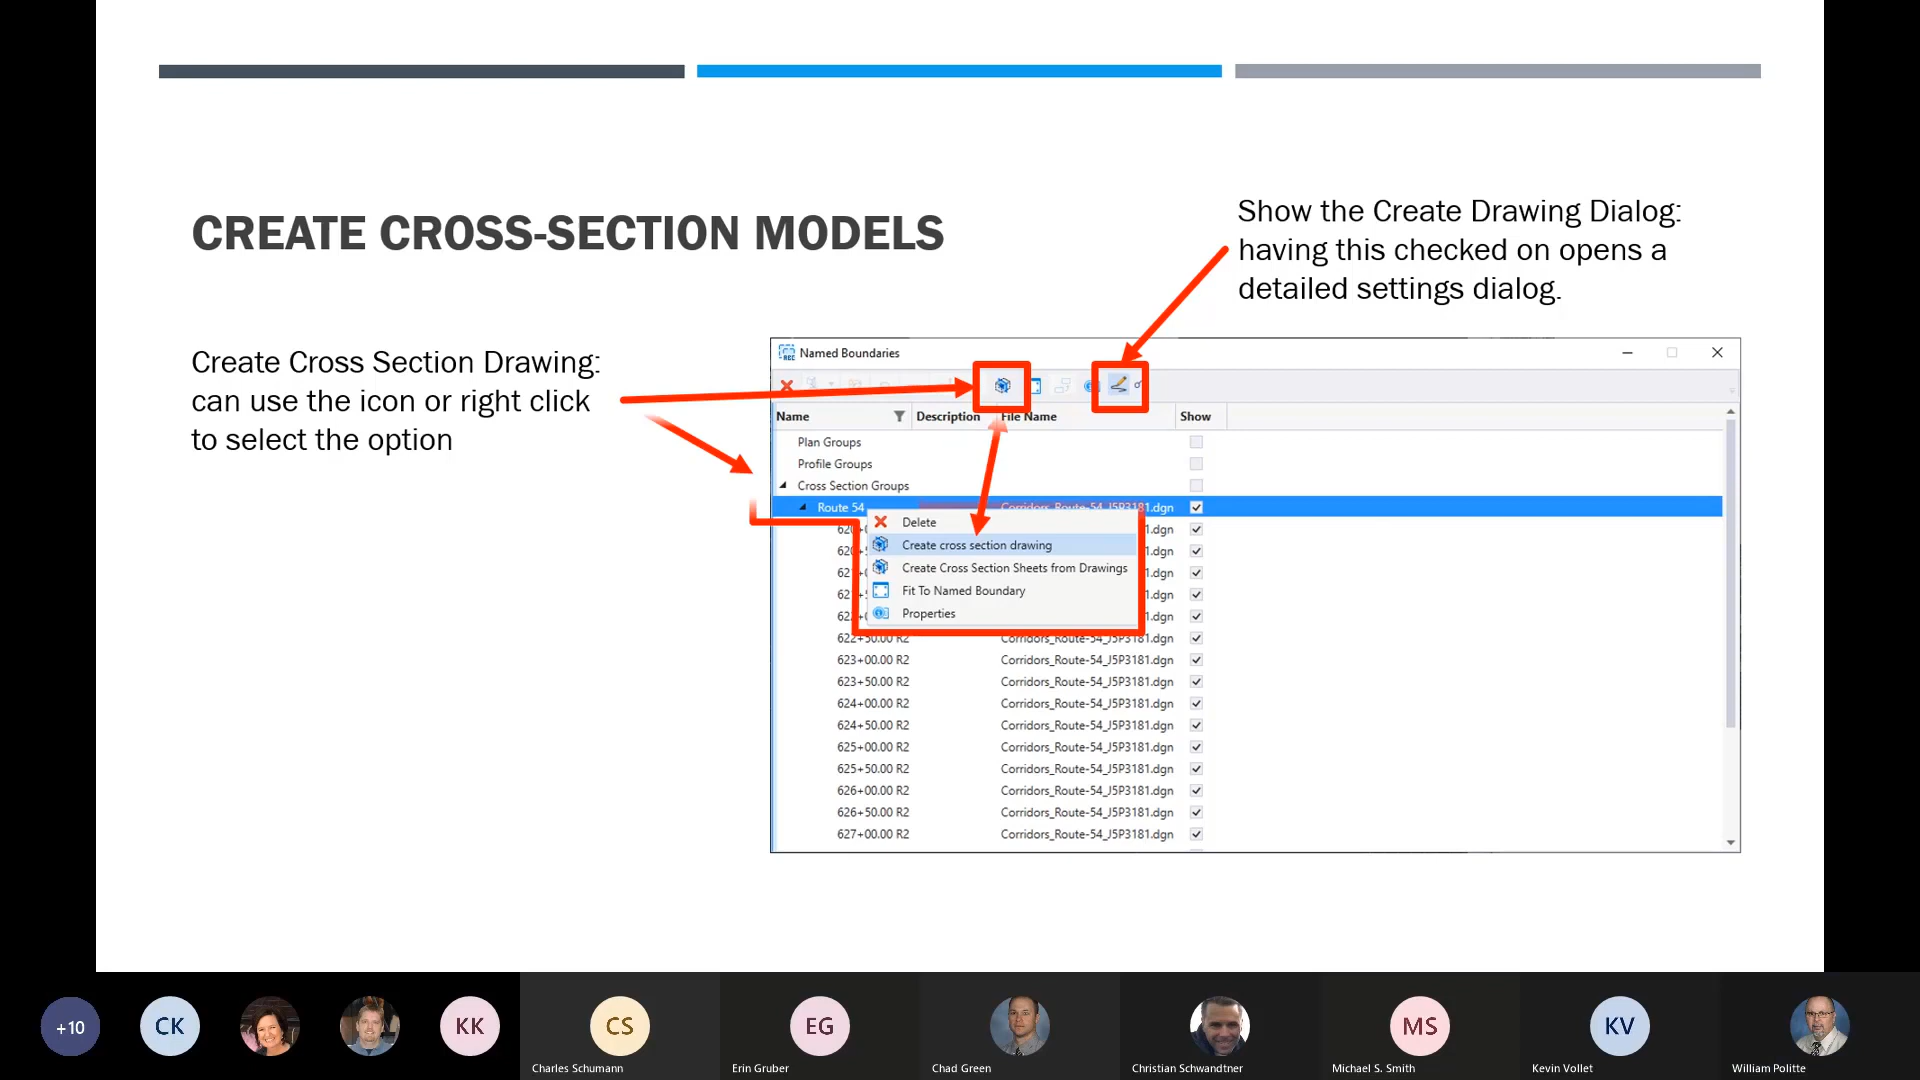 CREATE CROSS-SECTION MODELS
Show the Create Drawing Dialog:
having this checked on opens a
detailed settings dialog.
Create Cross Section Drawing:
can use the icon or right click
to select the option
Named Boundaries
Name Description File Name Show
Plan Groups
Profile Groups
Cross Section Groups
Route 54 Corridors_Route-54_J5P3181.dgn
Delete
Create cross section drawing
Create Cross Section Sheets from Drawings
Fit To Named Boundary
Properties
622+50.00 R2 Corridors_Route-54_J5P3181.dgn
623+00.00 R2 Corridors_Route-54_J5P3181.dgn
623+50.00 R2 Corridors_Route-54_J5P3181.dgn
624+00.00 R2 Corridors_Route-54_J5P3181.dgn
624+50.00 R2 Corridors_Route-54_J5P3181.dgn
625+00.00 R2 Corridors_Route-54_J5P3181.dgn
625+50.00 R2 Corridors_Route-54_J5P3181.dgn
626+00.00 R2 Corridors_Route-54_J5P3181.dgn
626+50.00 R2 Corridors_Route-54_J5P3181.dgn
627+00.00 R2 Corridors_Route-54_J5P3181.dgn
+10 CK KK CS EG MS KV
Charles Schumann Erin Gruber Chad Green Christian Schwandtner Michael S. Smith Kevin Vollet William Politte